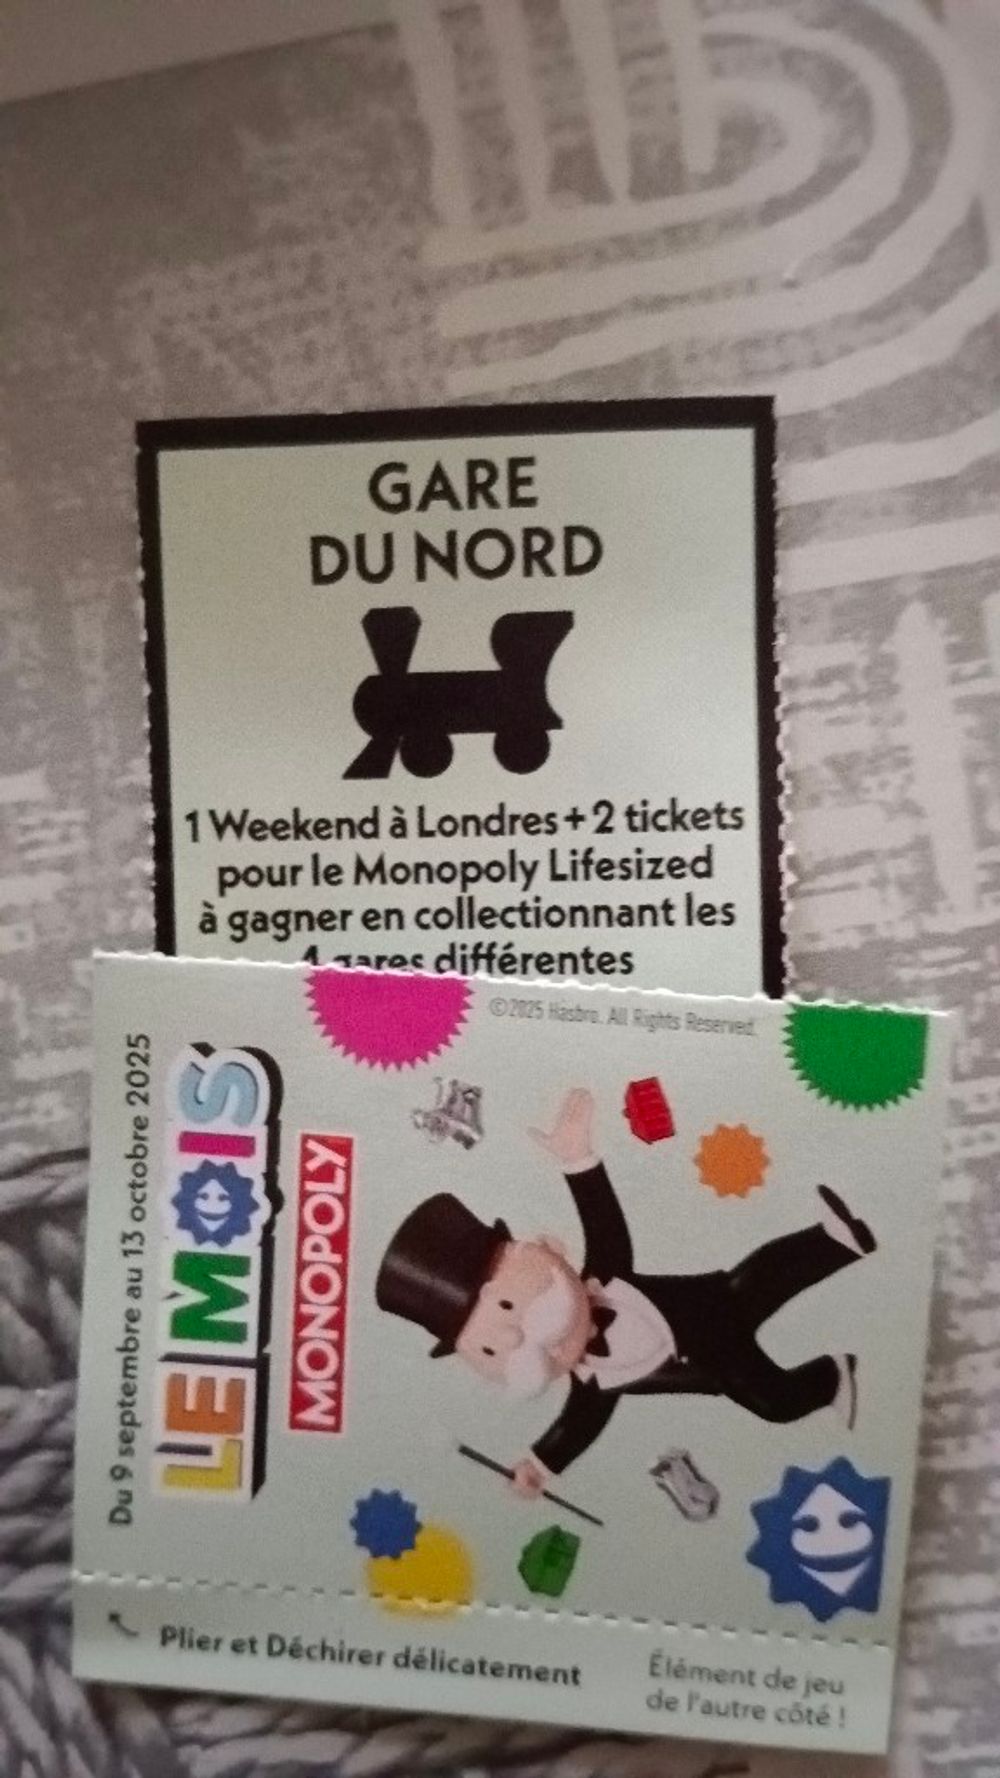 GARE
DU NORD
1 Weekend à Londres + 2 tickets
pour le Monopoly Lifesized
à gagner en collectionnant les
4 gares différentes
©2025 Hasbro. All Rights Reserved.
Du 9 septembre au 13 octobre 2025
LE MOIS
MONOPOLY
Plier et Déchirer délicatement
Élément de jeu
de l'autre côté !